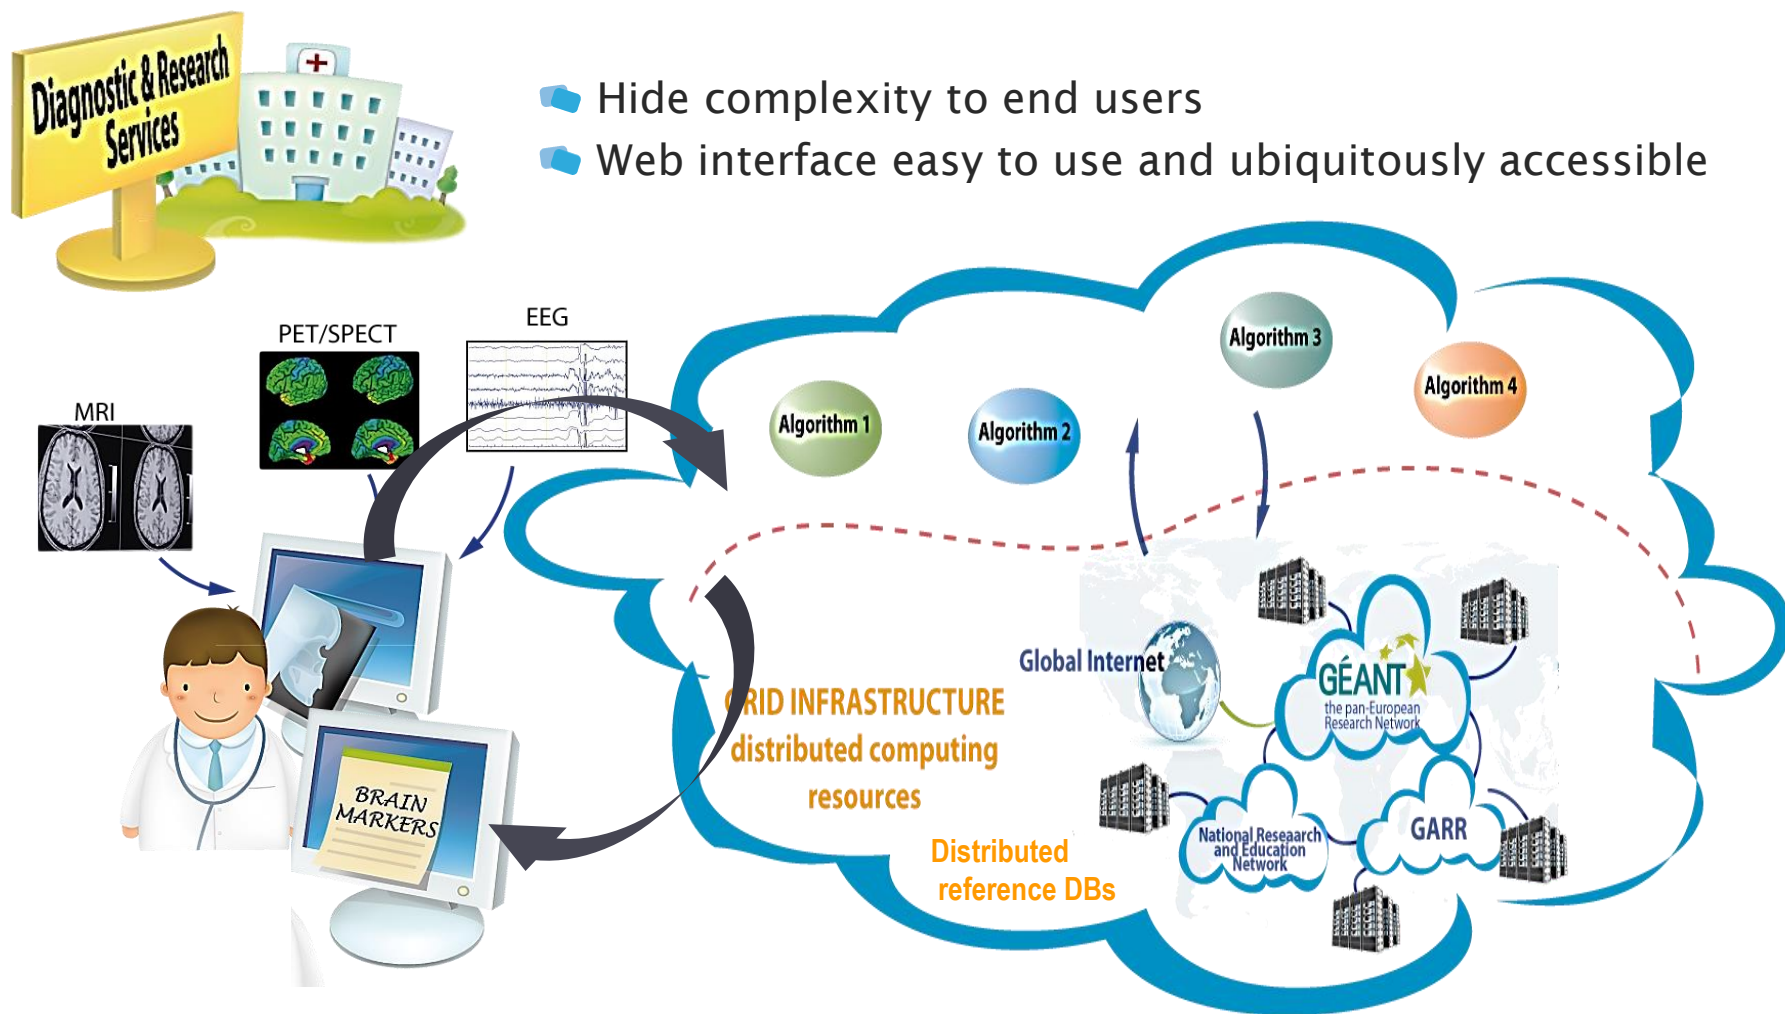 Diagnostic & Research
Services
Hide complexity to end users
Web interface easy to use and ubiquitously accessible
MRI
PET/SPECT
EEG
BRAIN
MARKERS
Algorithm 1
Algorithm 2
Algorithm 3
Algorithm 4
Global Internet
GÉANT
the pan-European
Research Network
GRID INFRASTRUCTURE
distributed computing
resources
Distributed
reference DBs
National Reseaarch
and Education
Network
GARR